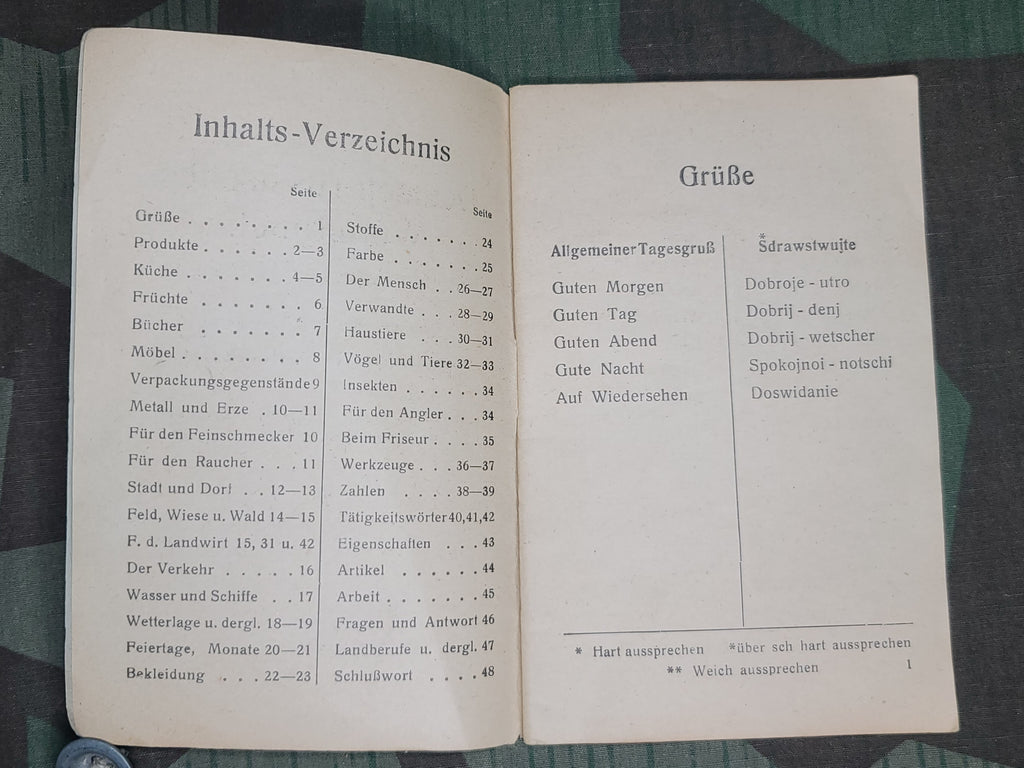 Inhalts-Verzeichnis
Seite
Grüße . . . . . . . . 1
Produkte . . . . . . 2—3
Küche . . . . . . . 4—5
Früchte . . . . . . . 6
Bücher . . . . . . . 7
Möbel . . . . . . . . 8
Verpackungsgegenstände 9
Metall und Erze . 10—11
Für den Feinschmecker 10
Für den Raucher . . . 11
Stadt und Dorf . . 12—13
Feld, Wiese u. Wald 14—15
F. d. Landwirt 15, 31 u. 42
Der Verkehr . . . . . 16
Wasser und Schiffe . . 17
Wetterlage u. dergl. 18—19
Feiertage, Monate 20—21
Bekleidung . . . 22—23
Seite
Stoffe . . . . . . . 24
Farbe . . . . . . . 25
Der Mensch . . 26—27
Verwandte . . . 28—29
Haustiere . . . 30—31
Vögel und Tiere 32—33
Insekten . . . . . . 34
Für den Angler . . . 34
Beim Friseur . . . . 35
Werkzeuge . . . 36—37
Zahlen . . . . 38—39
Tätigkeitswörter 40,41,42
Eigenschaften . . . 43
Artikel . . . . . . 44
Arbeit . . . . . . . 45
Fragen und Antwort 46
Landberufe u. dergl. 47
Schlußwort . . . . 48
Grüße
Allgemeiner Tagesgruß
Guten Morgen
Guten Tag
Guten Abend
Gute Nacht
Auf Wiedersehen
*
Sdrawstwujte
Dobroje - utro
Dobrij - denj
Dobrij - wetscher
Spokojnoi - notschi
Doswidanie
* Hart aussprechen *über sch hart aussprechen
** Weich aussprechen 1